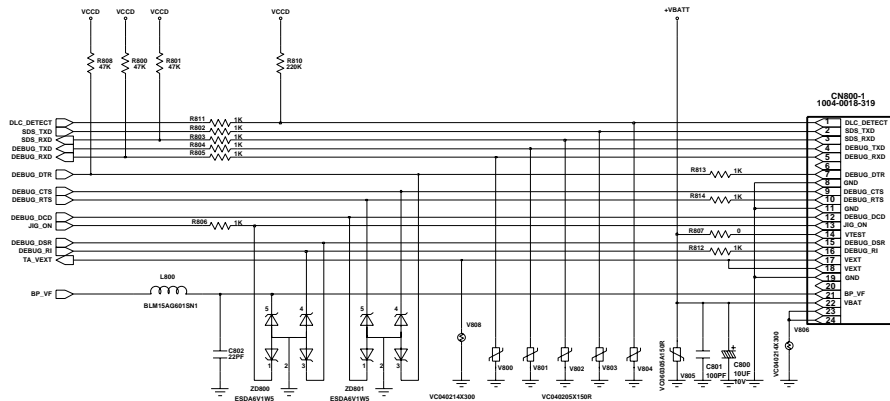 VCCD VCCD VCCD VCCD +VBATT
R808 47K
R800 47K
R801 47K
R810 220K
CN800-1
1004-0018-319
DLC_DETECT R811 1K 1 DLC_DETECT
SDS_TXD R802 1K 2 SDS_TXD
SDS_RXD R803 1K 3 SDS_RXD
DEBUG_TXD R804 1K 4 DEBUG_TXD
DEBUG_RXD R805 1K 5 DEBUG_RXD
6
DEBUG_DTR R813 1K 7 DEBUG_DTR
8 GND
DEBUG_CTS 9 DEBUG_CTS
DEBUG_RTS R814 1K 10 DEBUG_RTS
11 GND
DEBUG_DCD 12 DEBUG_DCD
JIG_ON R806 1K 13 JIG_ON
R807 0 14 VTEST
DEBUG_DSR 15 DEBUG_DSR
DEBUG_RI R812 1K 16 DEBUG_RI
TA_VEXT 17 VEXT
18 VEXT
19 GND
L800 20
BP_VF 21 BP_VF
BLM15AG601SN1 22 VBAT
23
24
5 4 5 4
C802
22PF
1 2 3 1 2 3
ZD800
ESDA6V1W5
ZD801
ESDA6V1W5
V808
VC040214X300
V800 V801 V802 V803 V804
VC040205X150R
V805
VC060309A150R
C801
100PF
C800
10UF
10V
V806
VC040214X300